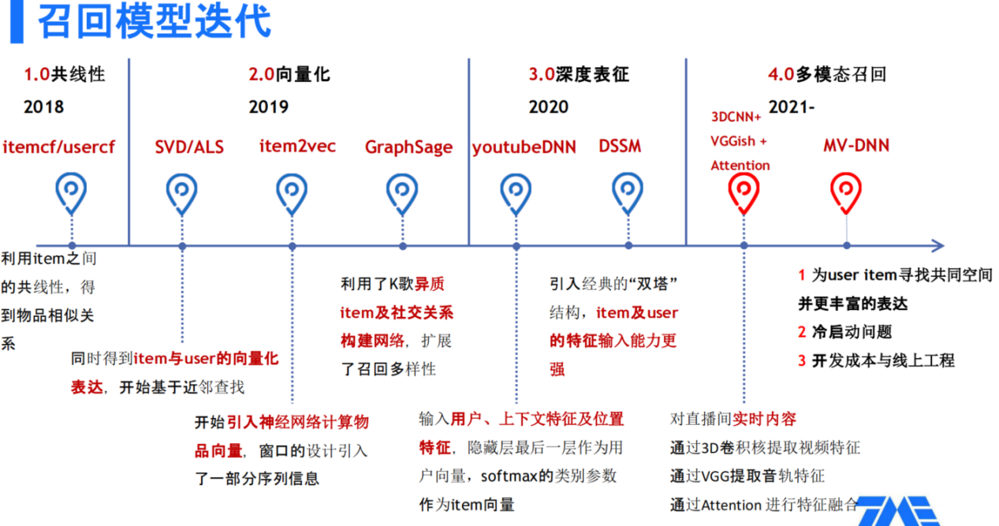 召回模型迭代
1.0共线性
2018
itemcf/usercf
利用item之间
的共线性，得
到物品相似关
系
2.0向量化
2019
SVD/ALS
item2vec
GraphSage
同时得到item与user的向量化
表达，开始基于近邻查找
开始引入神经网络计算物
品向量，窗口的设计引入
了一部分序列信息
利用了K歌异质
item及社交关系
构建网络，扩展
了召回多样性
3.0深度表征
2020
youtubeDNN
DSSM
输入用户、上下文特征及位置
特征，隐藏层最后一层作为用
户向量，softmax的类别参数
作为item向量
引入经典的“双塔”
结构，item及user
的特征输入能力更
强
4.0多模态召回
2021-
3DCNN+
VGGish +
Attention
MV-DNN
对直播间实时内容
通过3D卷积核提取视频特征
通过VGG提取音轨特征
通过Attention 进行特征融合
1 为user item寻找共同空间
并更丰富的表达
2 冷启动问题
3 开发成本与线上工程
TME